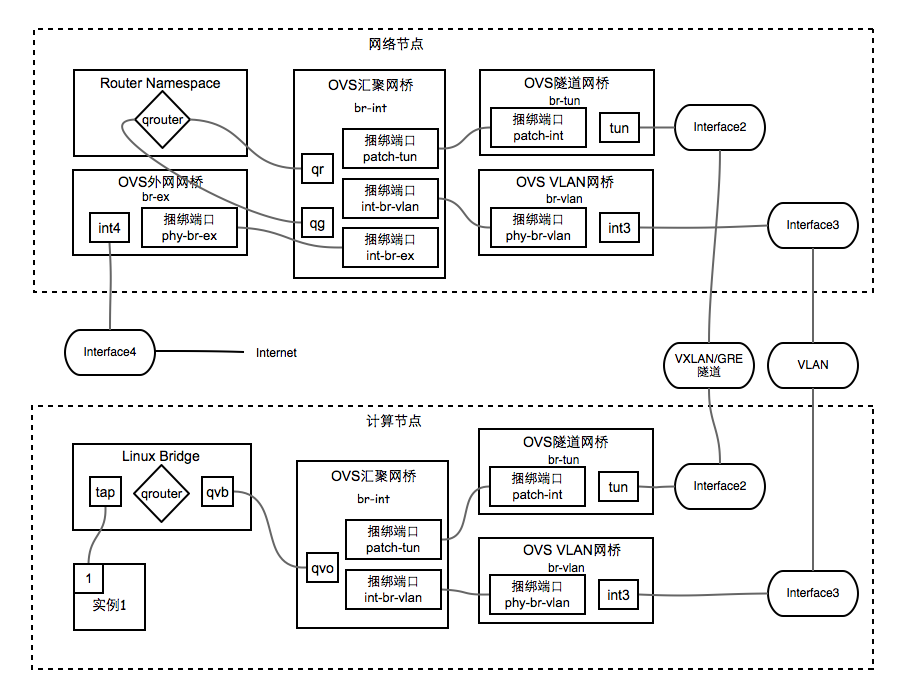 网络节点
Router Namespace
qrouter
OVS汇聚网桥
br-int
qr
捆绑端口
patch-tun
捆绑端口
int-br-vlan
qg
捆绑端口
int-br-ex
OVS隧道网桥
br-tun
捆绑端口
patch-int
tun
Interface2
OVS外网网桥
br-ex
int4
捆绑端口
phy-br-ex
OVS VLAN网桥
br-vlan
捆绑端口
phy-br-vlan
int3
Interface3
Interface4
Internet
VXLAN/GRE
隧道
VLAN
计算节点
Linux Bridge
tap
qrouter
qvb
OVS汇聚网桥
br-int
捆绑端口
patch-tun
qvo
捆绑端口
int-br-vlan
OVS隧道网桥
br-tun
捆绑端口
patch-int
tun
Interface2
OVS VLAN网桥
br-vlan
捆绑端口
phy-br-vlan
int3
Interface3
1
实例1